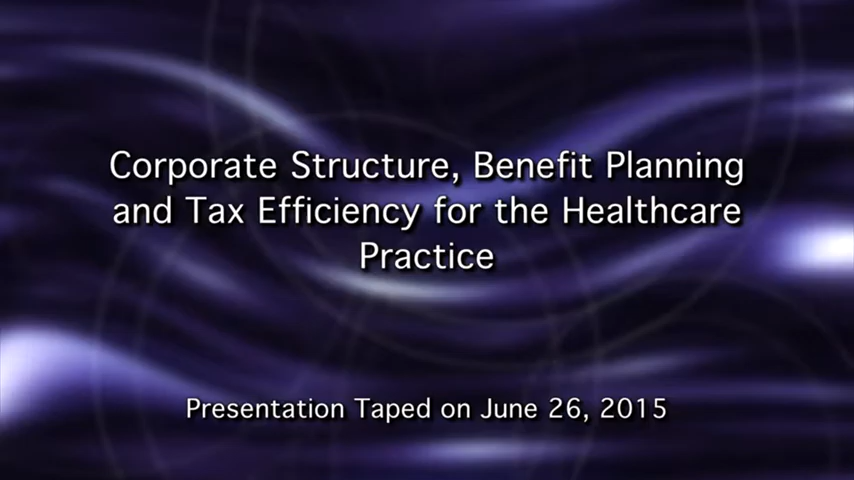 Corporate Structure, Benefit Planning
and Tax Efficiency for the Healthcare
Practice
Presentation Taped on June 26, 2015